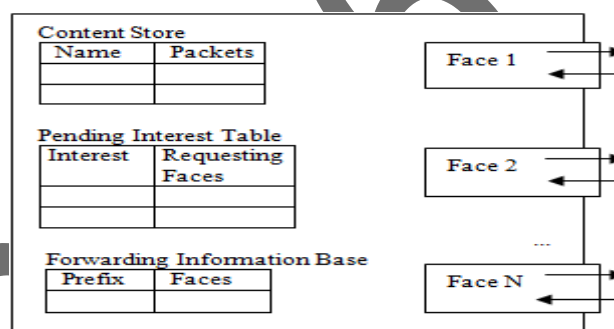 Content Store
Name Packets
Face 1
Pending Interest Table
Interest Requesting
Faces
Face 2
...
Forwarding Information Base
Prefix Faces
Face N